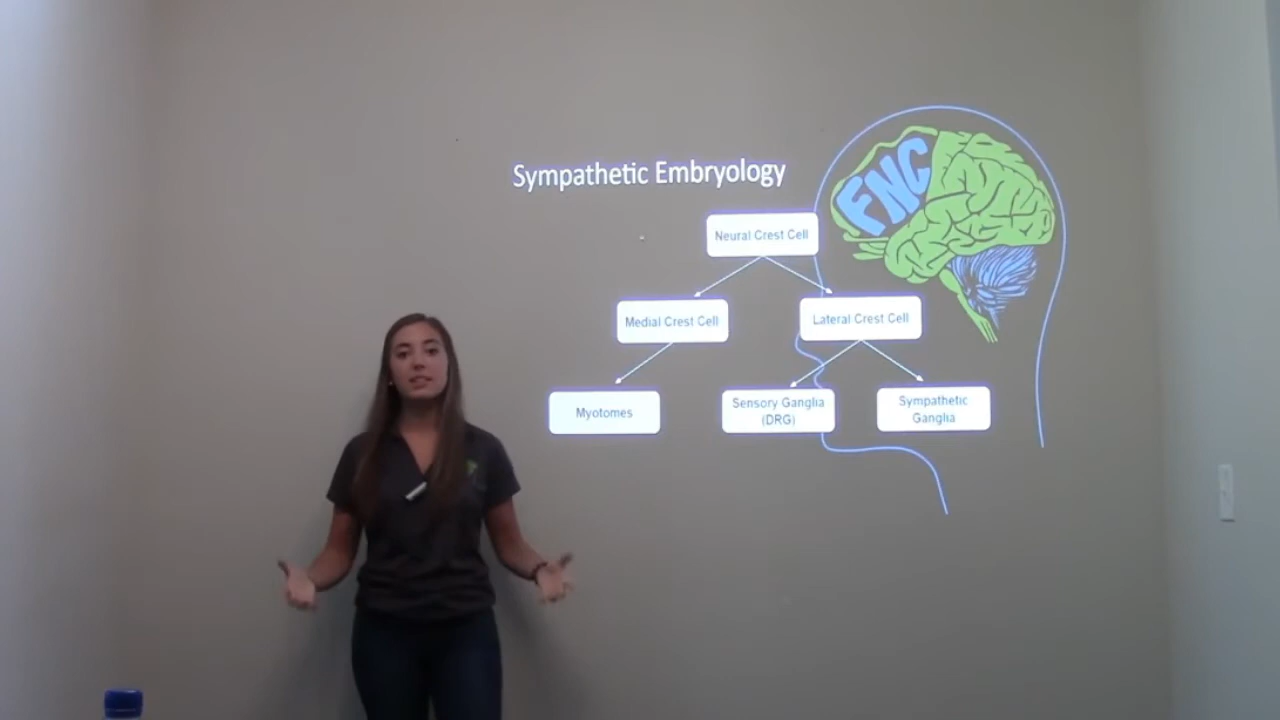 Sympathetic Embryology
FNC
Neural Crest Cell
Medial Crest Cell
Lateral Crest Cell
Myotomes
Sensory Ganglia
(DRG)
Sympathetic
Ganglia